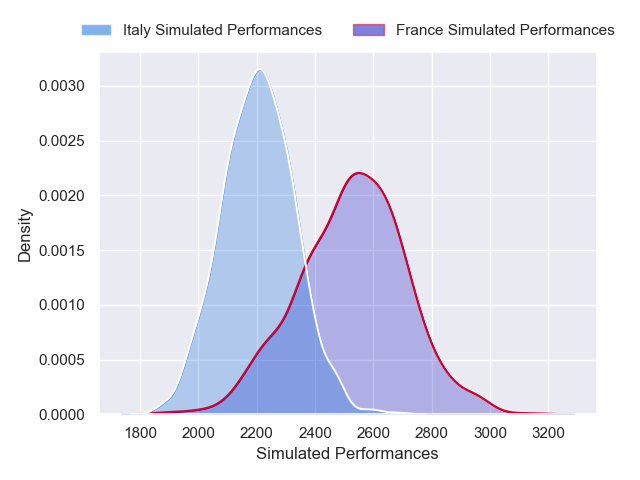 Italy Simulated Performances France Simulated Performances
0.0030
0.0025
0.0020
0.0015
0.0010
0.0005
0.0000
Density
1800 2000 2200 2400 2600 2800 3000 3200
Simulated Performances